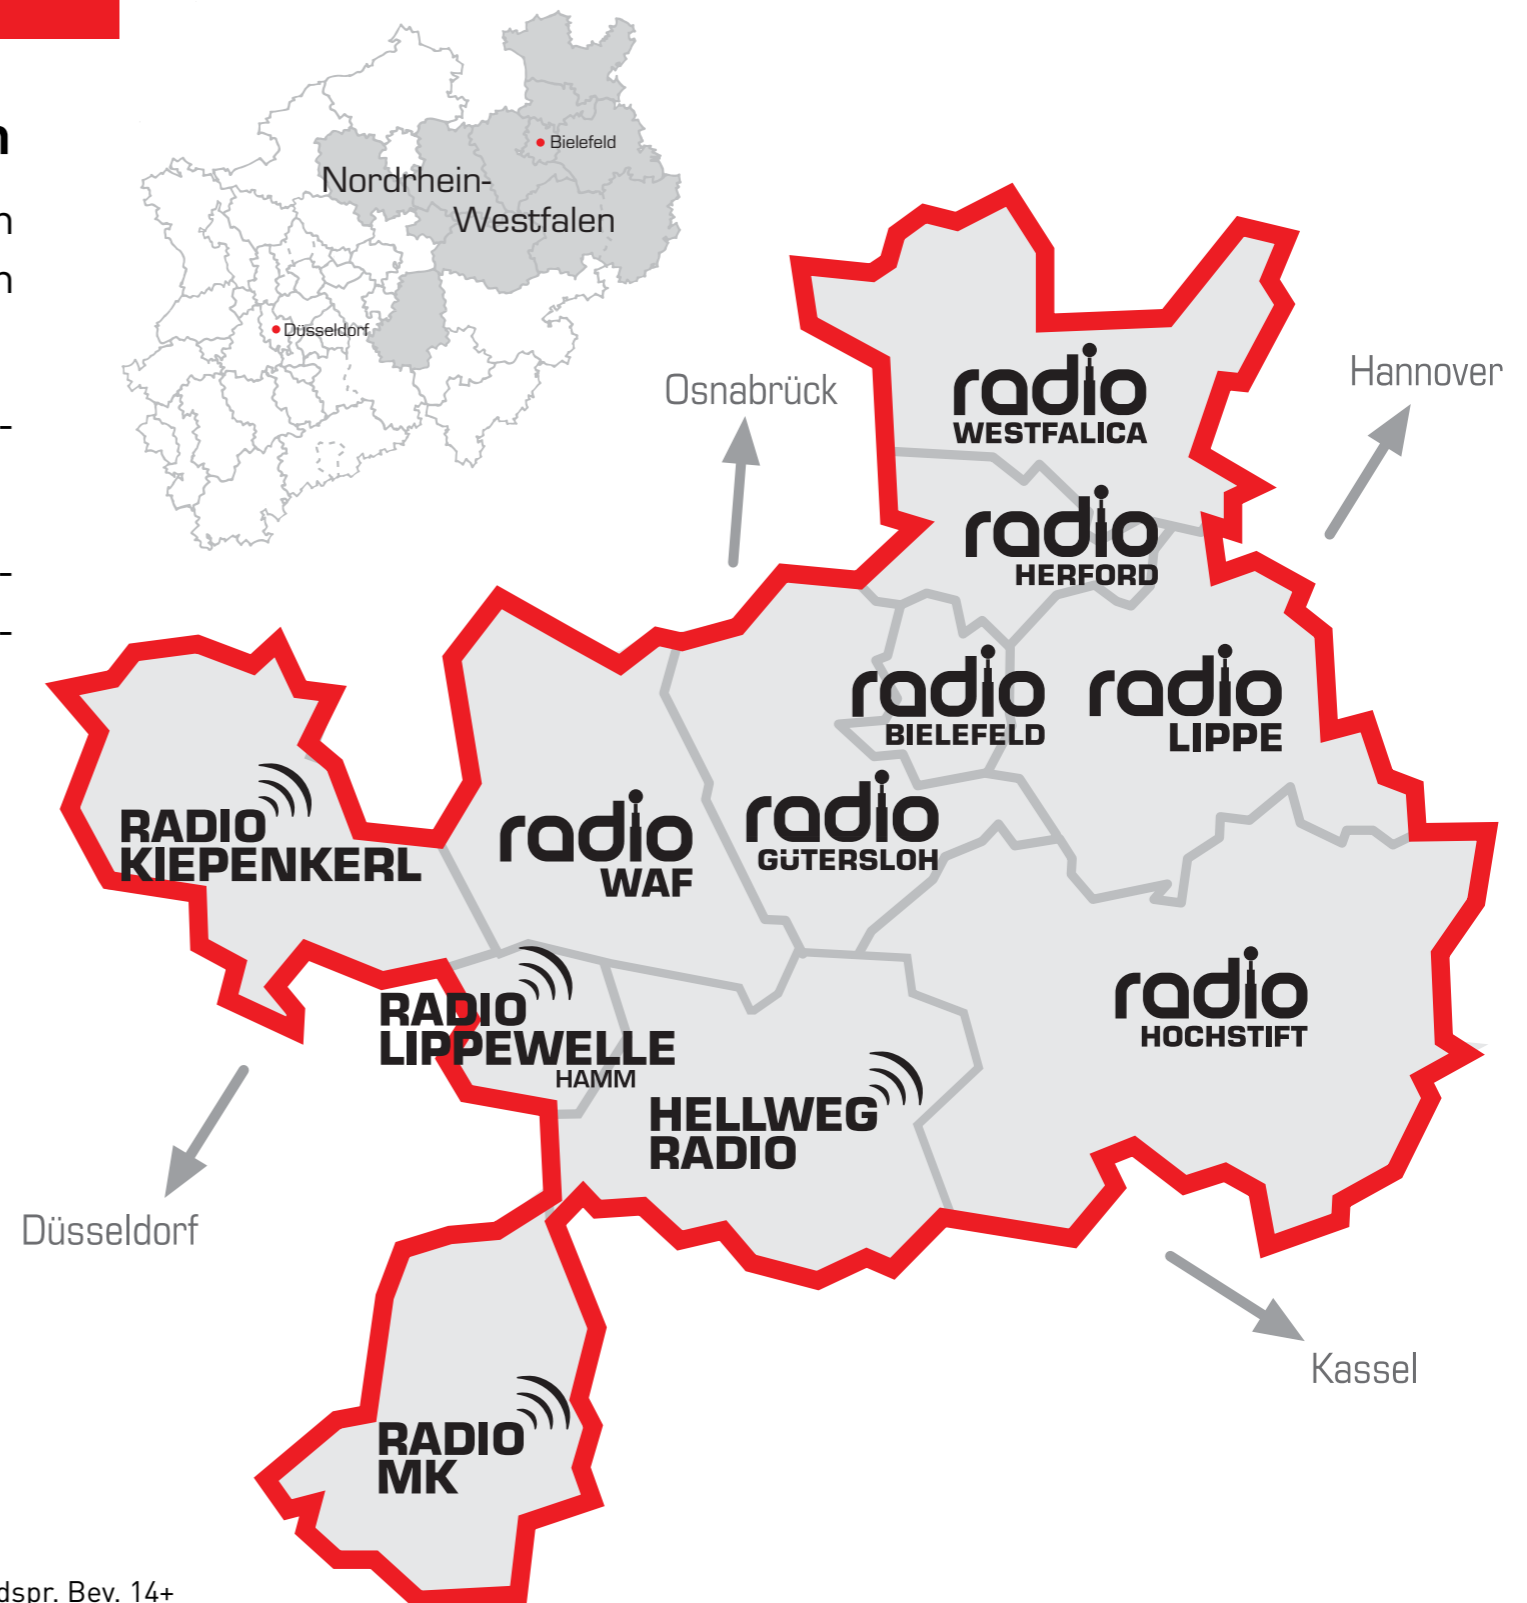 Bielefeld
Nordrhein-
Westfalen
Düsseldorf
Osnabrück
Hannover
radio
WESTFALICA
radio
HERFORD
radio
BIELEFELD
radio
LIPPE
RADIO
KIEPENKERL
radio
WAF
radio
GÜTERSLOH
RADIO
LIPPEWELLE
HAMM
radio
HOCHSTIFT
HELLWEG
RADIO
Düsseldorf
Kassel
RADIO
MK
dspr. Bev. 14+